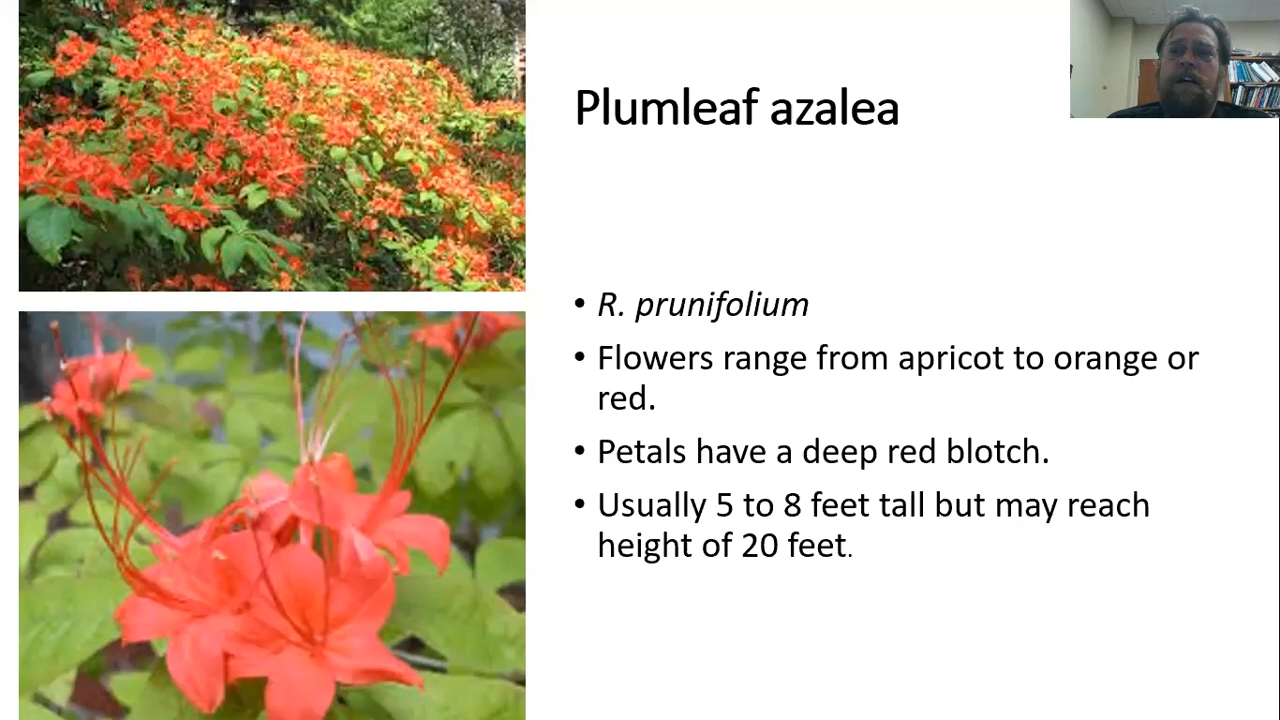 Plumleaf azalea
• R. prunifolium
• Flowers range from apricot to orange or
red.
• Petals have a deep red blotch.
• Usually 5 to 8 feet tall but may reach
height of 20 feet.